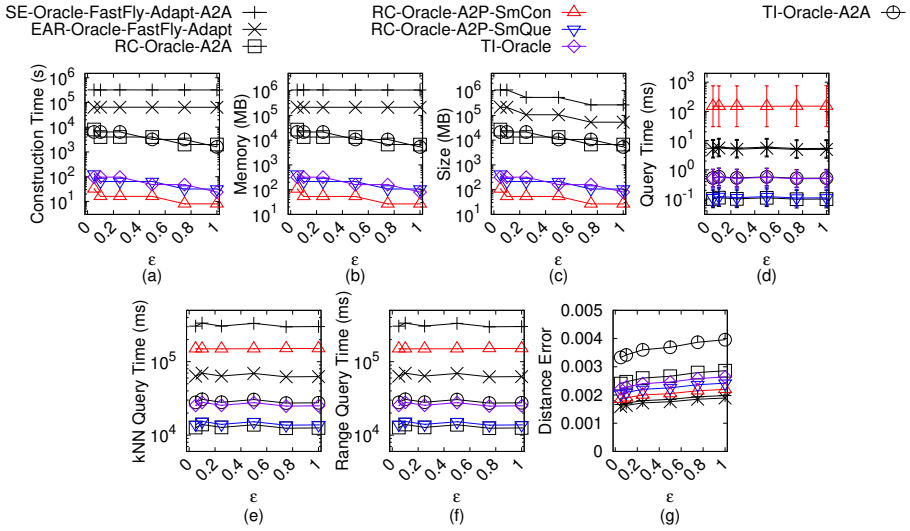 SE-Oracle-FastFly-Adapt-A2A
EAR-Oracle-FastFly-Adapt
RC-Oracle-A2A
RC-Oracle-A2P-SmCon
RC-Oracle-A2P-SmQue
TI-Oracle
TI-Oracle-A2A
Construction Time (s)
10^6
10^5
10^4
10^3
10^2
10^1
0
0.2
0.4
0.6
0.8
1
ε
(a)
Memory (MB)
10^6
10^5
10^4
10^3
10^2
10^1
0
0.2
0.4
0.6
0.8
1
ε
(b)
Size (MB)
10^6
10^5
10^4
10^3
10^2
10^1
0
0.2
0.4
0.6
0.8
1
ε
(c)
Query Time (ms)
10^3
10^2
10^1
10^0
10^-1
0
0.2
0.4
0.6
0.8
1
ε
(d)
kNN Query Time (ms)
10^5
10^4
0
0.2
0.4
0.6
0.8
1
ε
(e)
Range Query Time (ms)
10^5
10^4
0
0.2
0.4
0.6
0.8
1
ε
(f)
Distance Error
0.005
0.004
0.003
0.002
0.001
0
0
0.2
0.4
0.6
0.8
1
ε
(g)